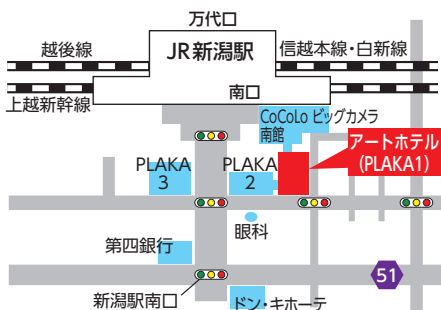 万代口
越後線
JR新潟駅
信越本線・白新線
上越新幹線
南口
CoCoLo ビッグカメラ
南館
アートホテル
(PLAKA1)
PLAKA
3
PLAKA
2
眼科
第四銀行
51
新潟駅南口
ドン・キホーテ